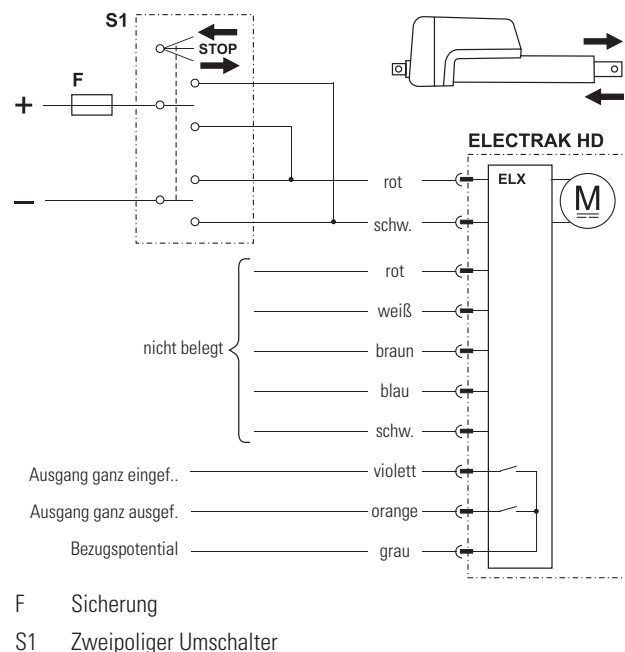 S1
STOP
F
+
–
ELECTRAK HD
ELX
M
rot
schw.
rot
weiß
nicht belegt
braun
blau
schw.
Ausgang ganz eingef.. violett
Ausgang ganz ausgef. orange
Bezugspotential grau
F Sicherung
S1 Zweipoliger Umschalter